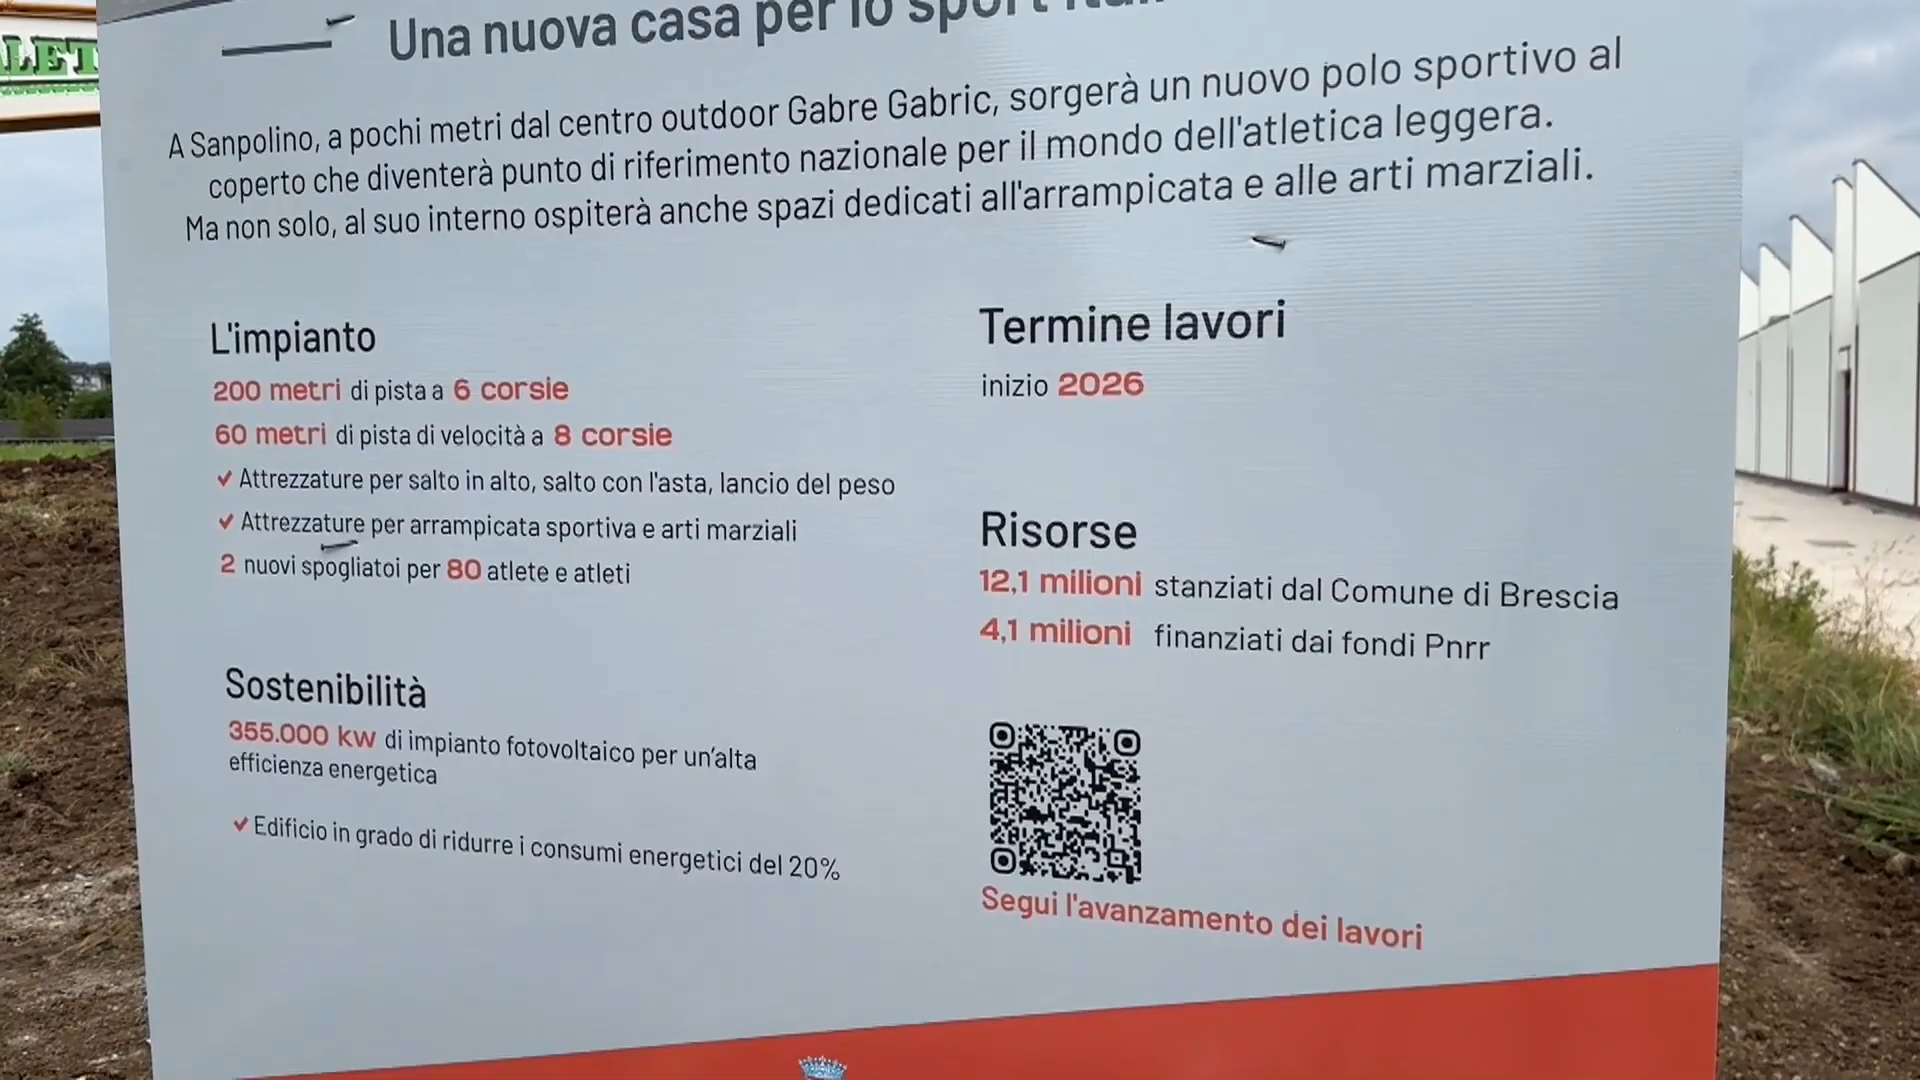 Una nuova casa per lo sport
A Sanpolino, a pochi metri dal centro outdoor Gabre Gabric, sorgerà un nuovo polo sportivo al
coperto che diventerà punto di riferimento nazionale per il mondo dell'atletica leggera.
Ma non solo, al suo interno ospiterà anche spazi dedicati all'arrampicata e alle arti marziali.
L'impianto
200 metri di pista a 6 corsie
60 metri di pista di velocità a 8 corsie
✓ Attrezzature per salto in alto, salto con l'asta, lancio del peso
✓ Attrezzature per arrampicata sportiva e arti marziali
2 nuovi spogliatoi per 80 atlete e atleti
Sostenibilità
355.000 kw di impianto fotovoltaico per un'alta
efficienza energetica
✓ Edificio in grado di ridurre i consumi energetici del 20%
Termine lavori
inizio 2026
Risorse
12,1 milioni stanziati dal Comune di Brescia
4,1 milioni finanziati dai fondi Pnrr
Segui l'avanzamento dei lavori